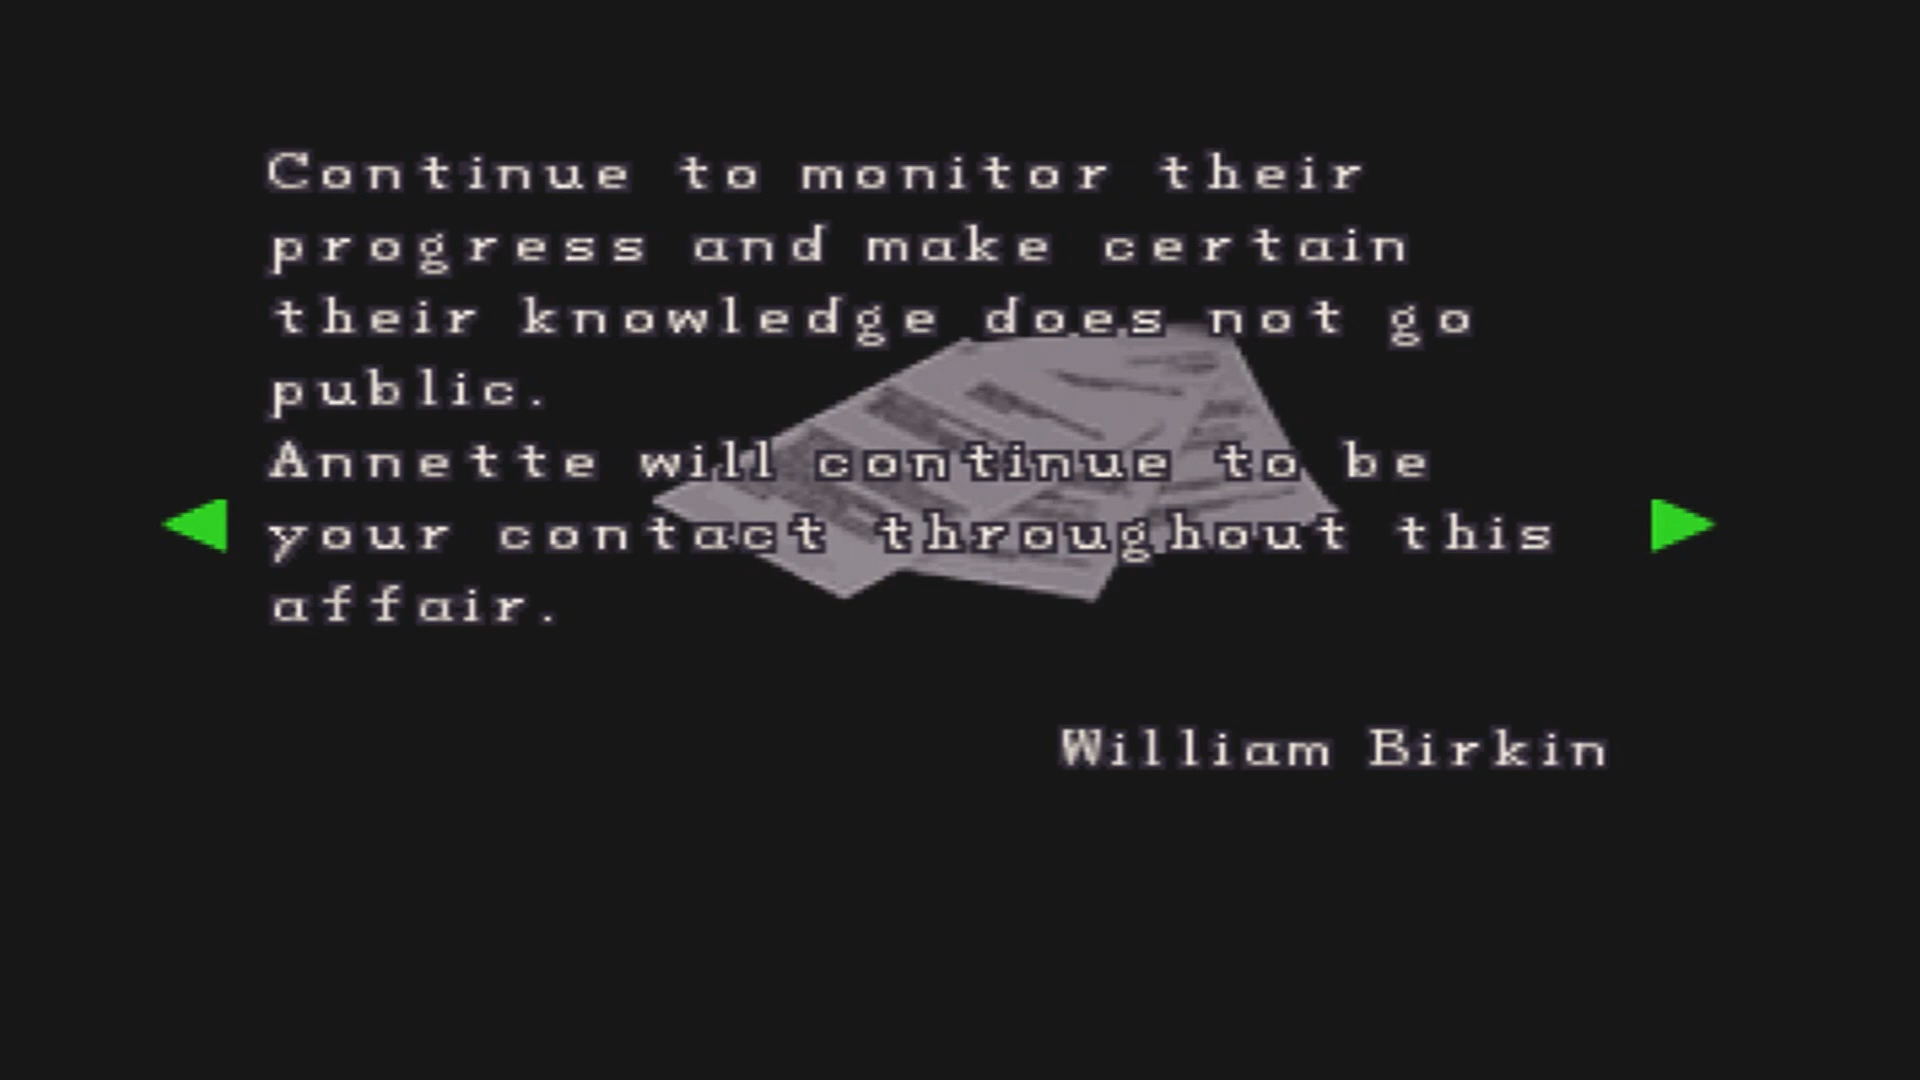 Continue to monitor their
progress and make certain
their knowledge does not go
public.
Annette will continue to be
your contact throughout this
affair.
William Birkin